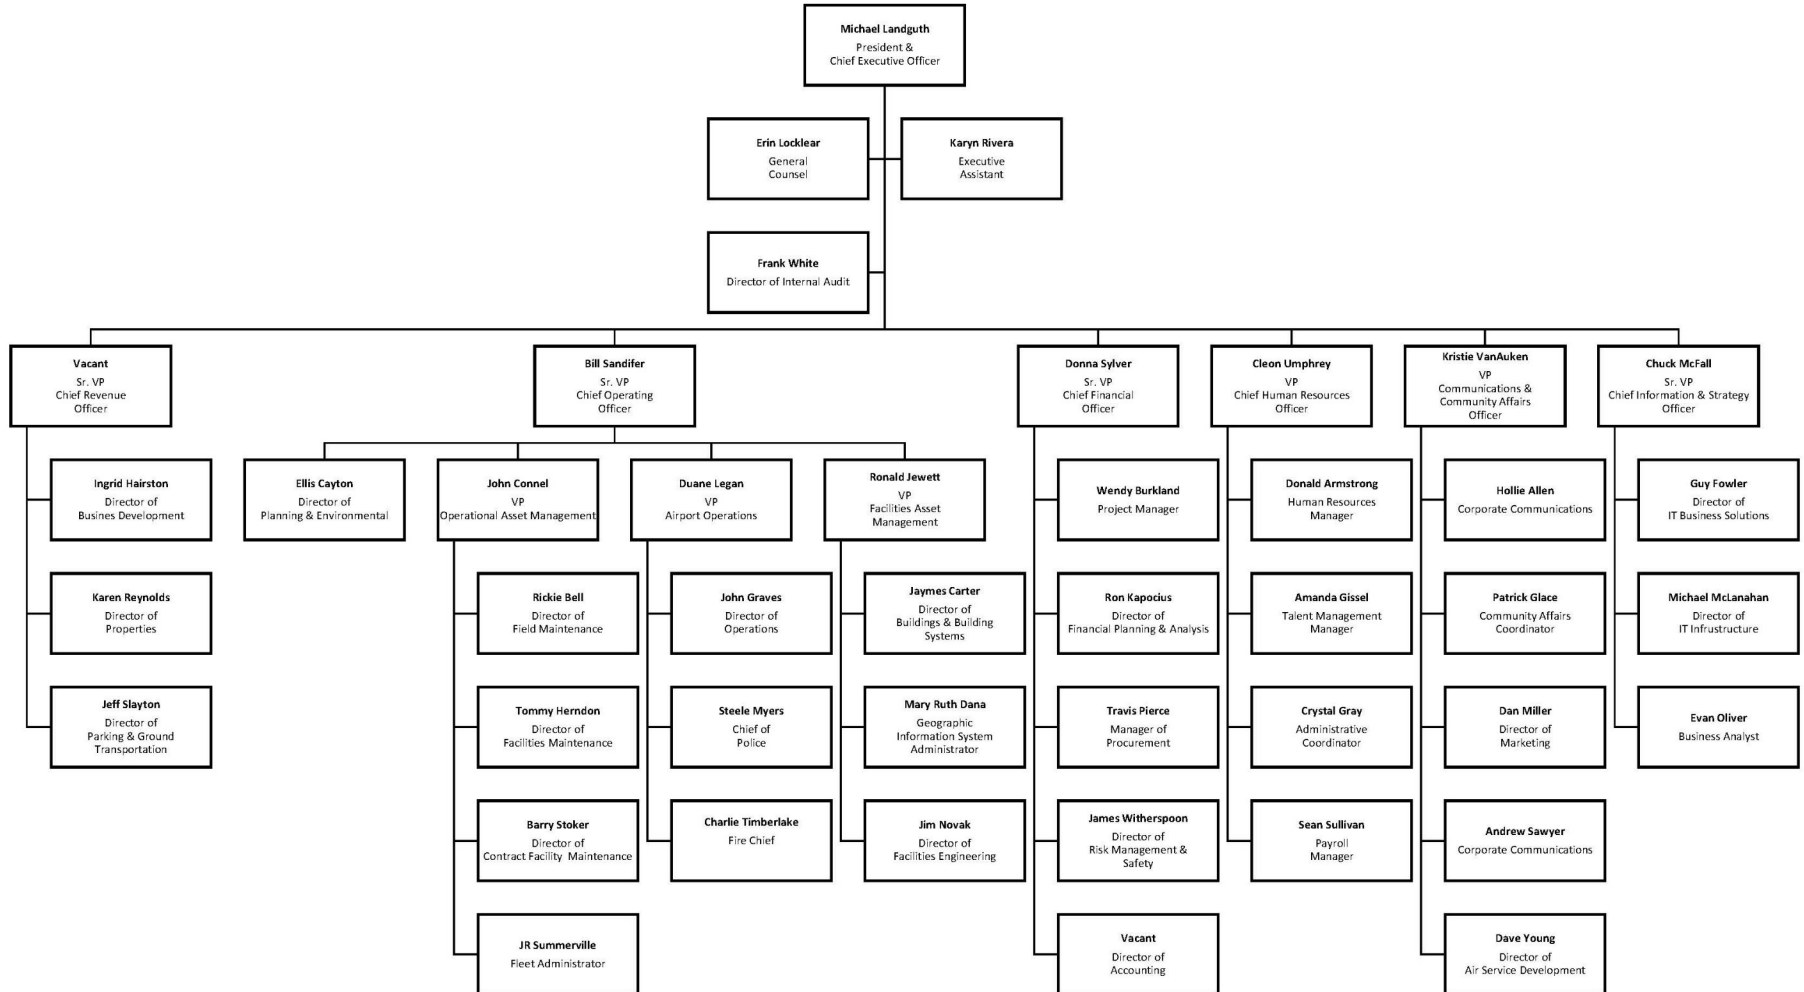 Michael Landguth
President &
Chief Executive Officer
Erin Locklear
General
Counsel
Karyn Rivera
Executive
Assistant
Frank White
Director of Internal Audit
Vacant
Sr. VP
Chief Revenue
Officer
Bill Sandifer
Sr. VP
Chief Operating
Officer
Donna Sylver
Sr. VP
Chief Financial
Officer
Cleon Umphrey
VP
Chief Human Resources
Officer
Kristie VanAuken
VP
Communications &
Community Affairs
Officer
Chuck McFall
Sr. VP
Chief Information & Strategy
Officer
Ingrid Hairston
Director of
Busines Development
Karen Reynolds
Director of
Properties
Jeff Slayton
Director of
Parking & Ground
Transportation
Ellis Cayton
Director of
Planning & Environmental
John Connel
VP
Operational Asset Management
Rickie Bell
Director of
Field Maintenance
Tommy Herndon
Director of
Facilities Maintenance
Barry Stoker
Director of
Contract Facility Maintenance
JR Summerville
Fleet Administrator
Duane Legan
VP
Airport Operations
John Graves
Director of
Operations
Steele Myers
Chief of
Police
Charlie Timberlake
Fire Chief
Ronald Jewett
VP
Facilities Asset
Management
Jaymes Carter
Director of
Buildings & Building
Systems
Mary Ruth Dana
Geographic
Information System
Administrator
Jim Novak
Director of
Facilities Engineering
Wendy Burkland
Project Manager
Ron Kapocius
Director of
Financial Planning & Analysis
Travis Pierce
Manager of
Procurement
James Witherspoon
Director of
Risk Management &
Safety
Vacant
Director of
Accounting
Donald Armstrong
Human Resources
Manager
Amanda Gissel
Talent Management
Manager
Crystal Gray
Administrative
Coordinator
Sean Sullivan
Payroll
Manager
Hollie Allen
Corporate Communications
Patrick Glace
Community Affairs
Coordinator
Dan Miller
Director of
Marketing
Andrew Sawyer
Corporate Communications
Dave Young
Director of
Air Service Development
Guy Fowler
Director of
IT Business Solutions
Michael McLanahan
Director of
IT Infrustructure
Evan Oliver
Business Analyst